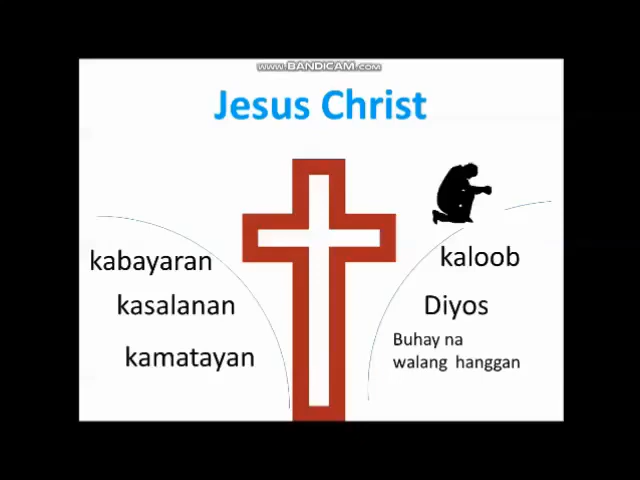 www.BANDICAM.com
Jesus Christ
kabayaran
kasalanan
kamatayan
kaloob
Diyos
Buhay na
walang hanggan